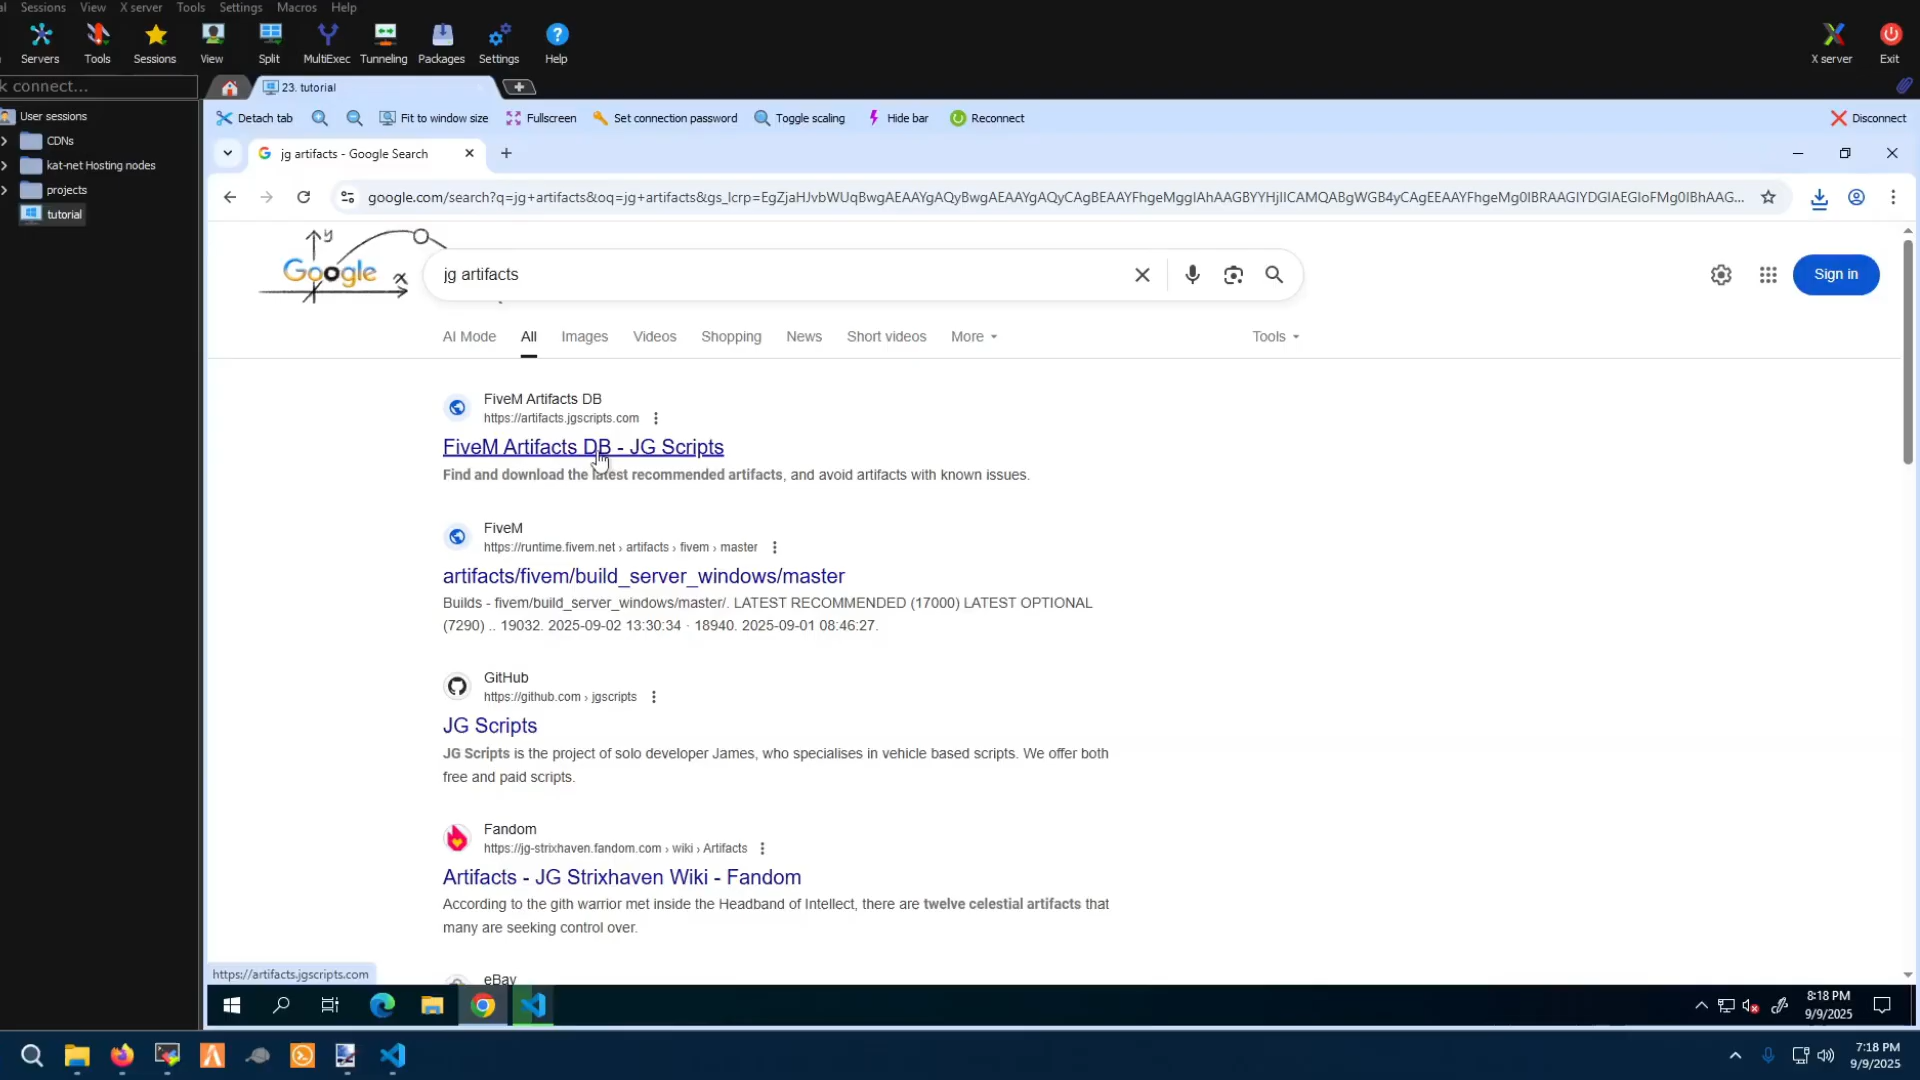 Sessions View X server Tools Settings Macros Help
Servers Tools Sessions View Split MultiExec Tunneling Packages Settings Help X server Exit
k connect...
23. tutorial
User sessions
CDNs
kat-net Hosting nodes
projects
tutorial
Detach tab Fit to window size Fullscreen Set connection password Toggle scaling Hide bar Reconnect Disconnect
jg artifacts - Google Search
google.com/search?q=jg+artifacts&oq=jg+artifacts&gs_lcrp=
Google
jg artifacts
Sign in
AI Mode All Images Videos Shopping News Short videos More Tools
FiveM Artifacts DB
https://artifacts.jgscripts.com
FiveM Artifacts DB - JG Scripts
Find and download the latest recommended artifacts, and avoid artifacts with known issues.
FiveM
https://runtime.fivem.net › artifacts › fivem › master
artifacts/fivem/build_server_windows/master
Builds - fivem/build_server_windows/master/. LATEST RECOMMENDED (17000) LATEST OPTIONAL
(7290) .. 19032. 2025-09-02 13:30:34 · 18940. 2025-09-01 08:46:27.
GitHub
https://github.com › jgscripts
JG Scripts
JG Scripts is the project of solo developer James, who specialises in vehicle based scripts. We offer both
free and paid scripts.
Fandom
https://jg-strixhaven.fandom.com › wiki › Artifacts
Artifacts - JG Strixhaven Wiki - Fandom
According to the gith warrior met inside the Headband of Intellect, there are twelve celestial artifacts that
many are seeking control over.
eBay
https://artifacts.jgscripts.com
8:18 PM
9/9/2025
7:18 PM
9/9/2025